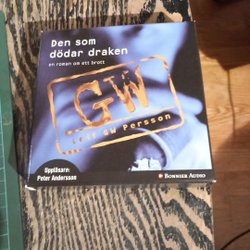 Den som
dödar draken
en roman om ett brott
GW
Leif GW Persson
Uppläsare:
Peter Andersson
BONNIER AUDIO